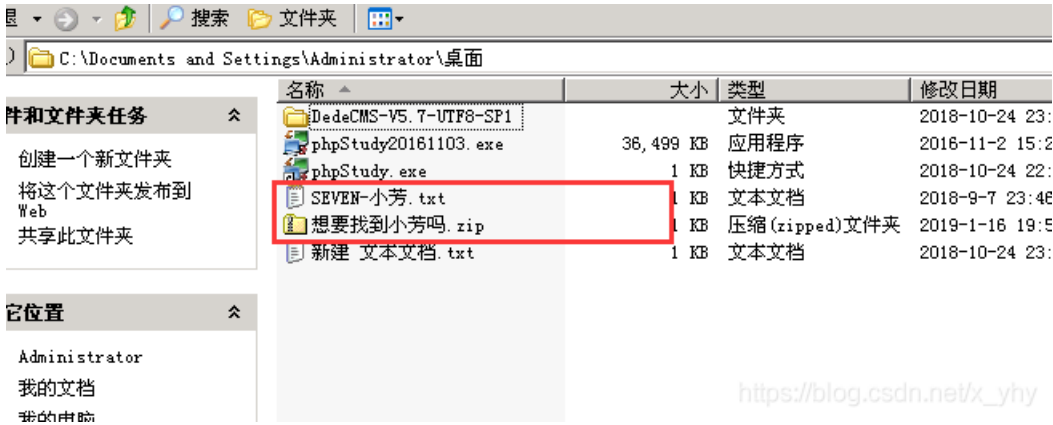 搜索 文件夹
C:\Documents and Settings\Administrator\桌面
名称 大小 类型 修改日期
件和文件夹任务
创建一个新文件夹
将这个文件夹发布到
Web
共享此文件夹
DedeCMS-V5.7-UTF8-SP1 文件夹 2018-10-24 23:
phpStudy20161103.exe 36,499 KB 应用程序 2016-11-2 15:2
phpStudy.exe 1 KB 快捷方式 2018-10-24 22:
SEVEN-小芳.txt KB 文本文档 2018-9-7 23:46
想要找到小芳吗.zip KB 压缩(zipped)文件夹 2019-1-16 19:5
新建 文本文档.txt 1 KB 文本文档 2018-10-24 23:
它位置
Administrator
我的文档
我的电脑
https://blog.csdn.net/x_yhy